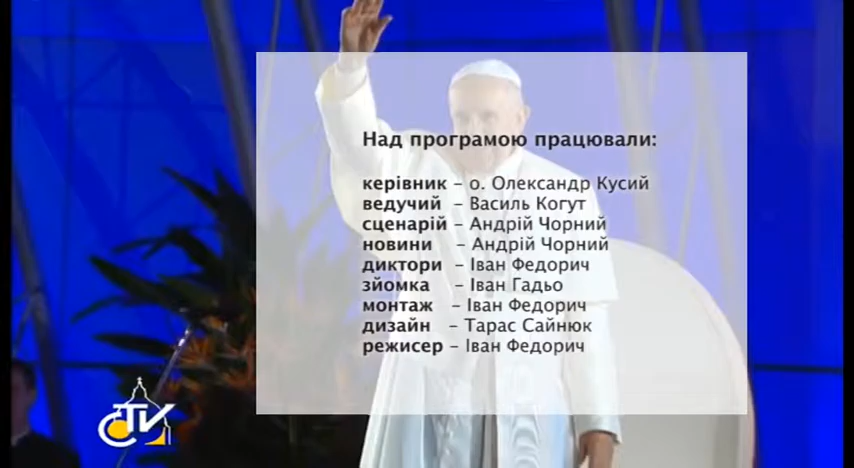 Над програмою працювали:
керівник – о. Олександр Кусий
ведучий – Василь Когут
сценарій – Андрій Чорний
новини – Андрій Чорний
диктори – Іван Федорич
зйомка – Іван Гадьо
монтаж – Іван Федорич
дизайн – Тарас Сайнюк
режисер – Іван Федорич
CTV